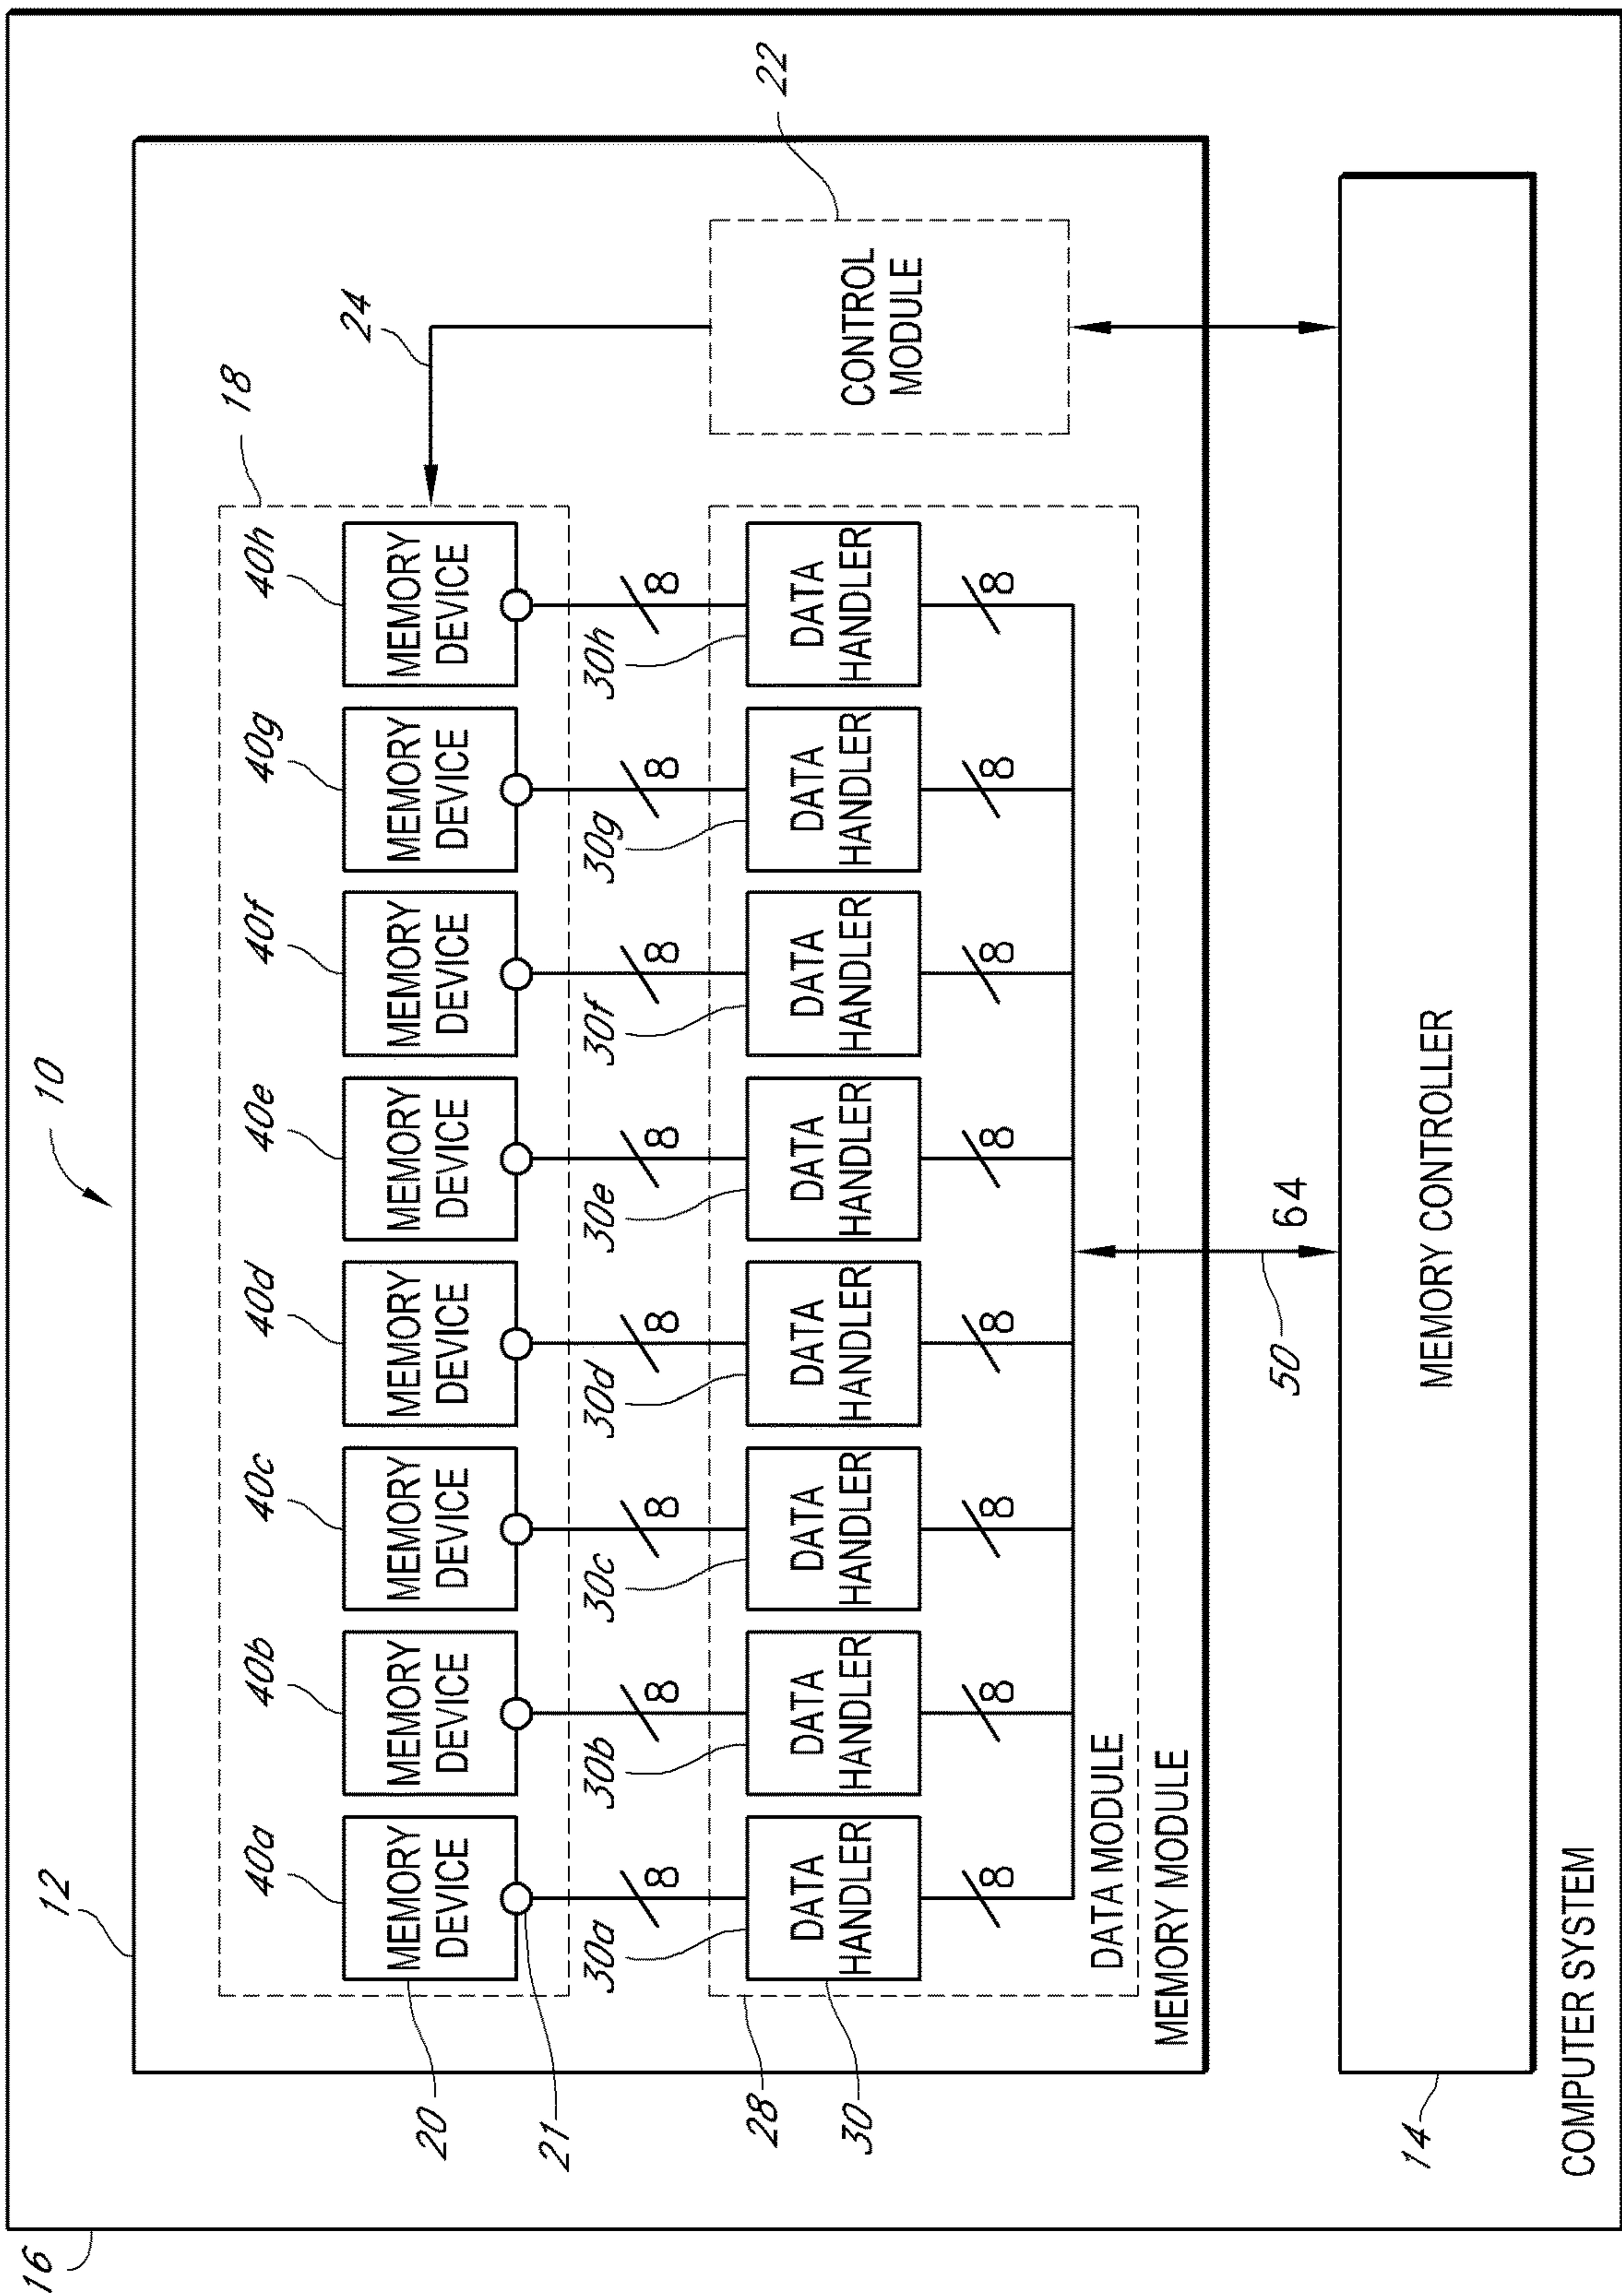 10
16
12
18
24
22
40a
40b
40c
40d
40e
40f
40g
40h
MEMORY
DEVICE
MEMORY
DEVICE
MEMORY
DEVICE
MEMORY
DEVICE
MEMORY
DEVICE
MEMORY
DEVICE
MEMORY
DEVICE
MEMORY
DEVICE
20
21
8
8
8
8
8
8
8
8
30a
30b
30c
30d
30e
30f
30g
30h
DATA
HANDLER
DATA
HANDLER
DATA
HANDLER
DATA
HANDLER
DATA
HANDLER
DATA
HANDLER
DATA
HANDLER
DATA
HANDLER
CONTROL
MODULE
28
30
8
8
8
8
8
8
8
8
DATA MODULE
MEMORY MODULE
50
64
MEMORY CONTROLLER
14
COMPUTER SYSTEM